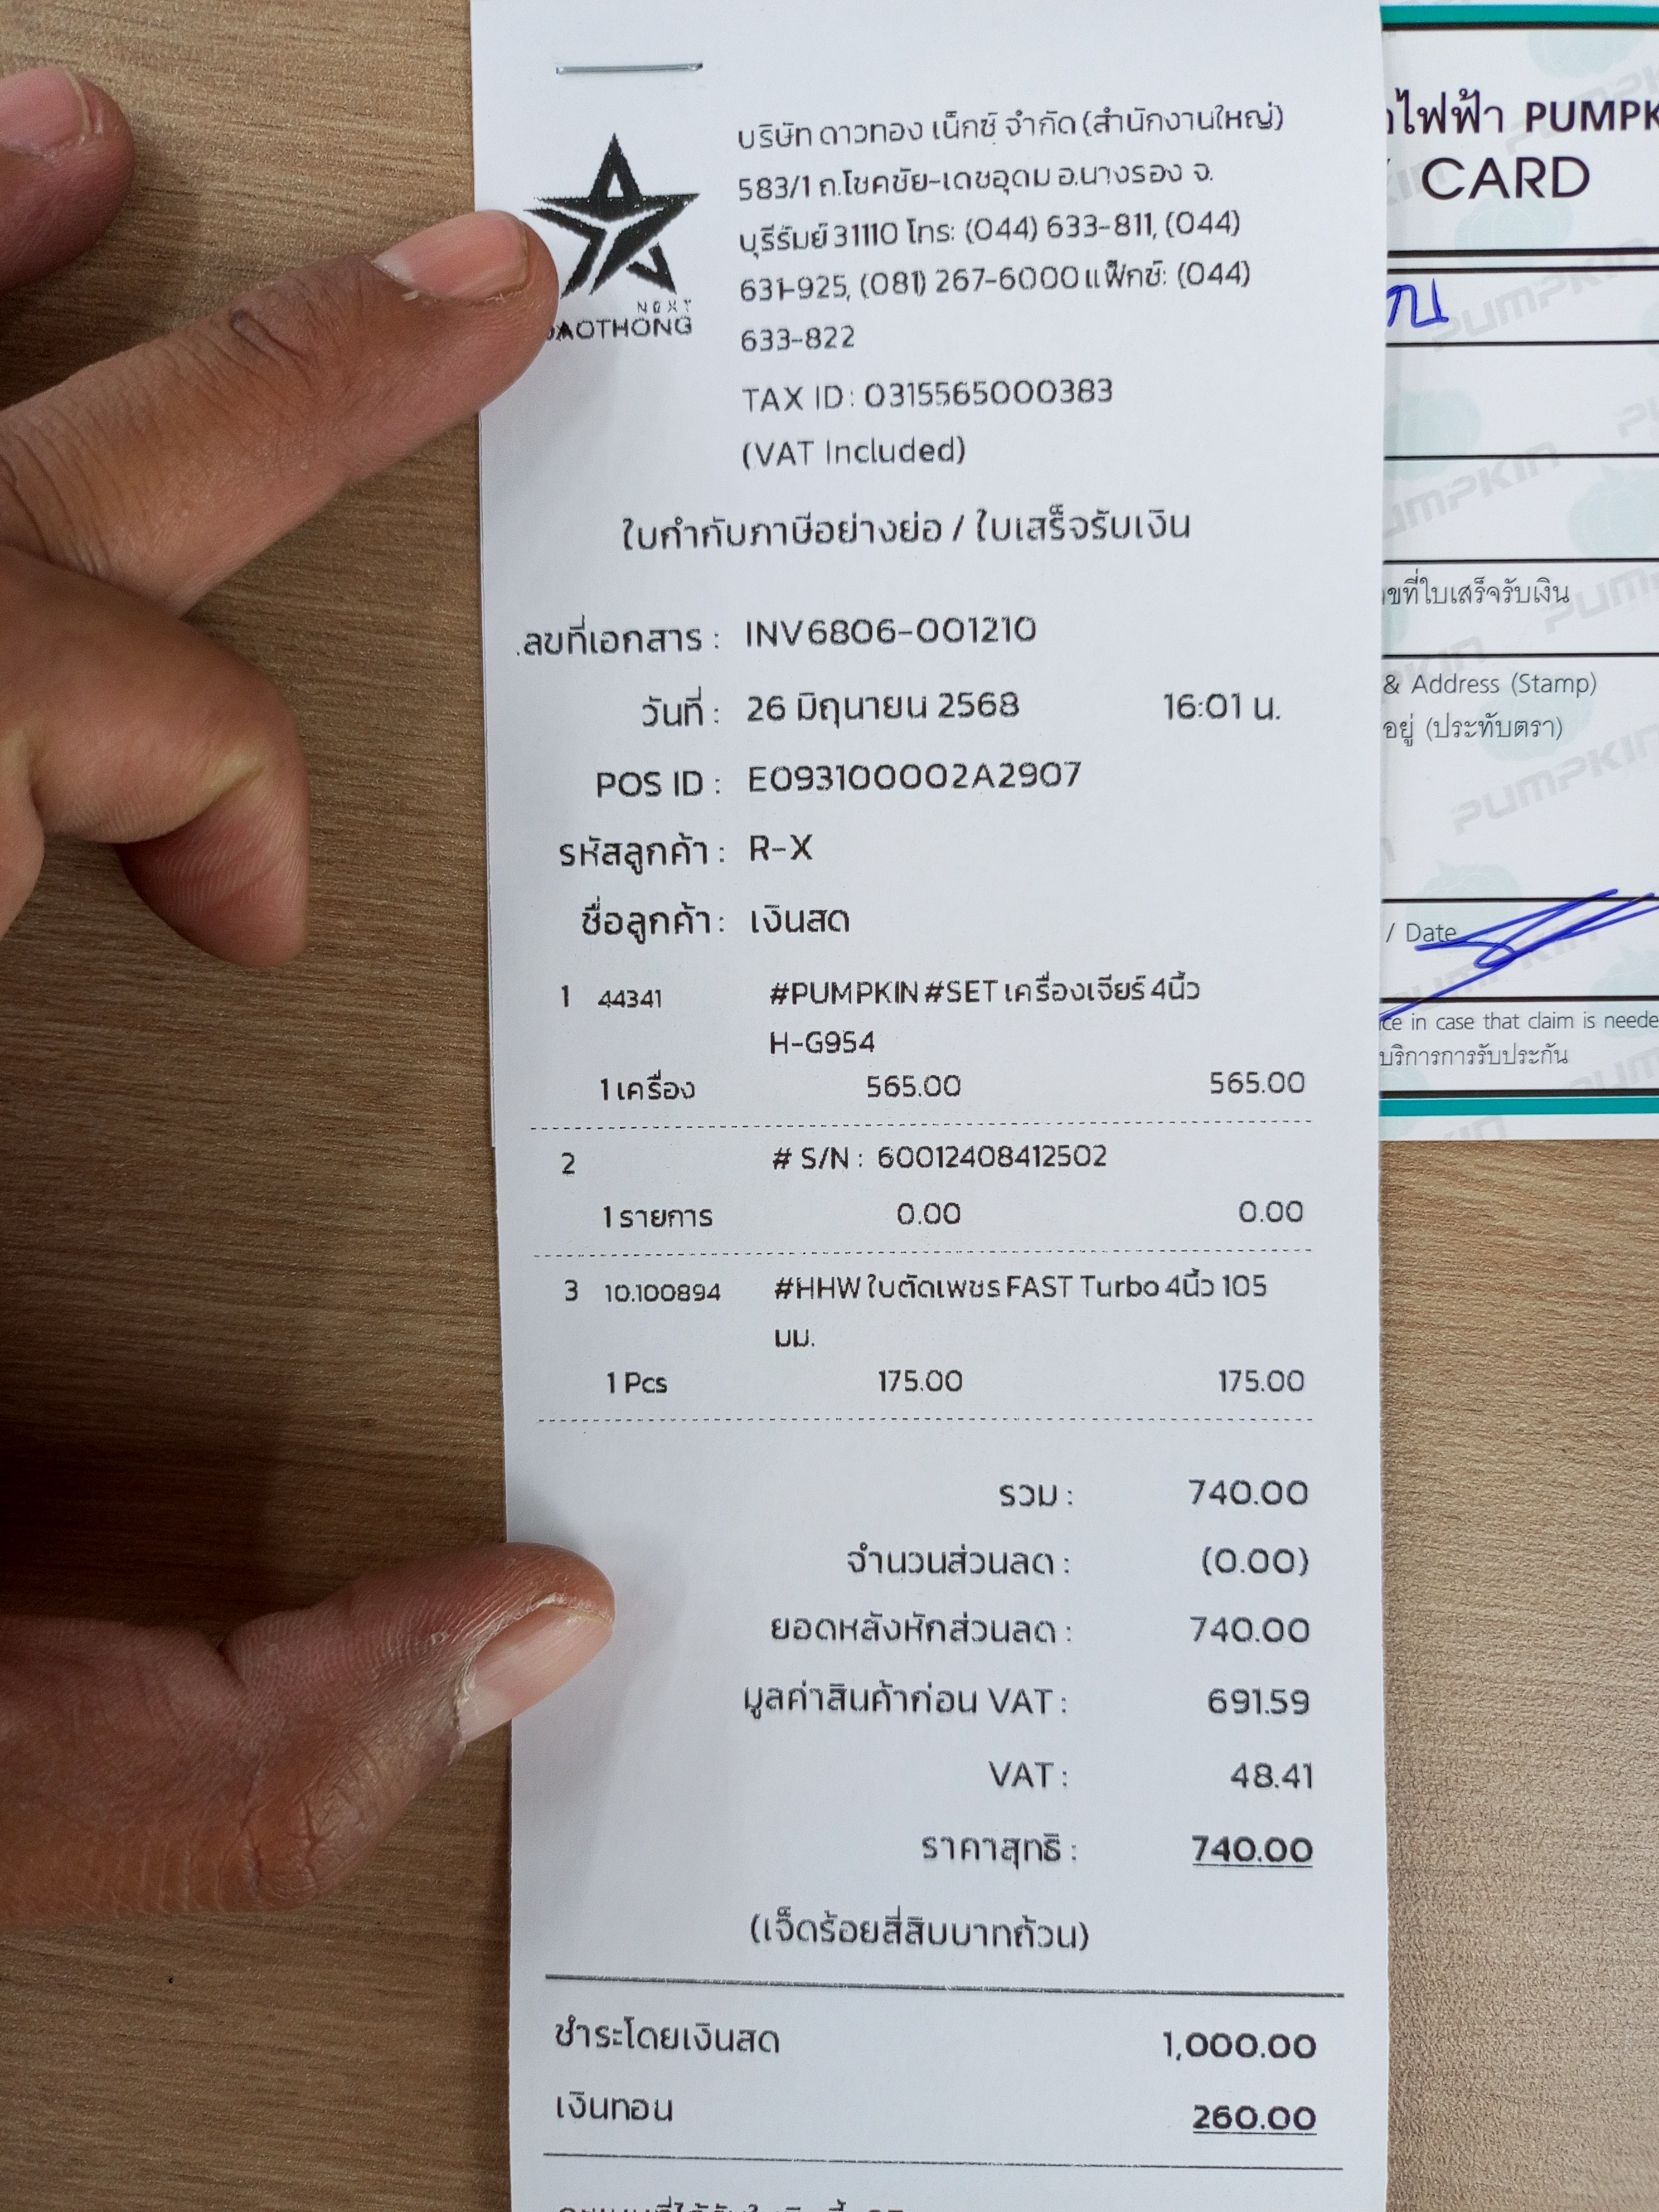 บริษัท ดาวทอง เน็กซ์ จำกัด (สำนักงานใหญ่)
583/1 ถ.โชคชัย-เดชอุดม อ.นางรอง จ.
บุรีรัมย์ 31110 โทร: (044) 633-811, (044)
631-925, (081) 267-6000 แฟ็กซ์: (044)
633-822
TAX ID : 0315565000383
(VAT Included)
NEXT
DAOTHONG
ใบกำกับภาษีอย่างย่อ / ใบเสร็จรับเงิน
เลขที่เอกสาร : INV6806-001210
วันที่ : 26 มิถุนายน 2568 16:01 น.
POS ID : E093100002A2907
รหัสลูกค้า : R-X
ชื่อลูกค้า : เงินสด
1 44341 #PUMPKIN #SET เครื่องเจียร์ 4นิ้ว
H-G954
1 เครื่อง 565.00 565.00
2 # S/N : 60012408412502
1 รายการ 0.00 0.00
3 10.100894 #HHW ใบตัดเพชร FAST Turbo 4นิ้ว 105
มม.
1 Pcs 175.00 175.00
รวม : 740.00
จำนวนส่วนลด : (0.00)
ยอดหลังหักส่วนลด : 740.00
มูลค่าสินค้าก่อน VAT : 691.59
VAT : 48.41
ราคาสุทธิ : 740.00
(เจ็ดร้อยสี่สิบบาทถ้วน)
ชำระโดยเงินสด 1,000.00
เงินทอน 260.00
ไฟฟ้า PUMPK
CARD
ขที่ใบเสร็จรับเงิน
& Address (Stamp)
อยู่ (ประทับตรา)
/ Date
ce in case that claim is neede
บริการการรับประกัน
PUMPKIN